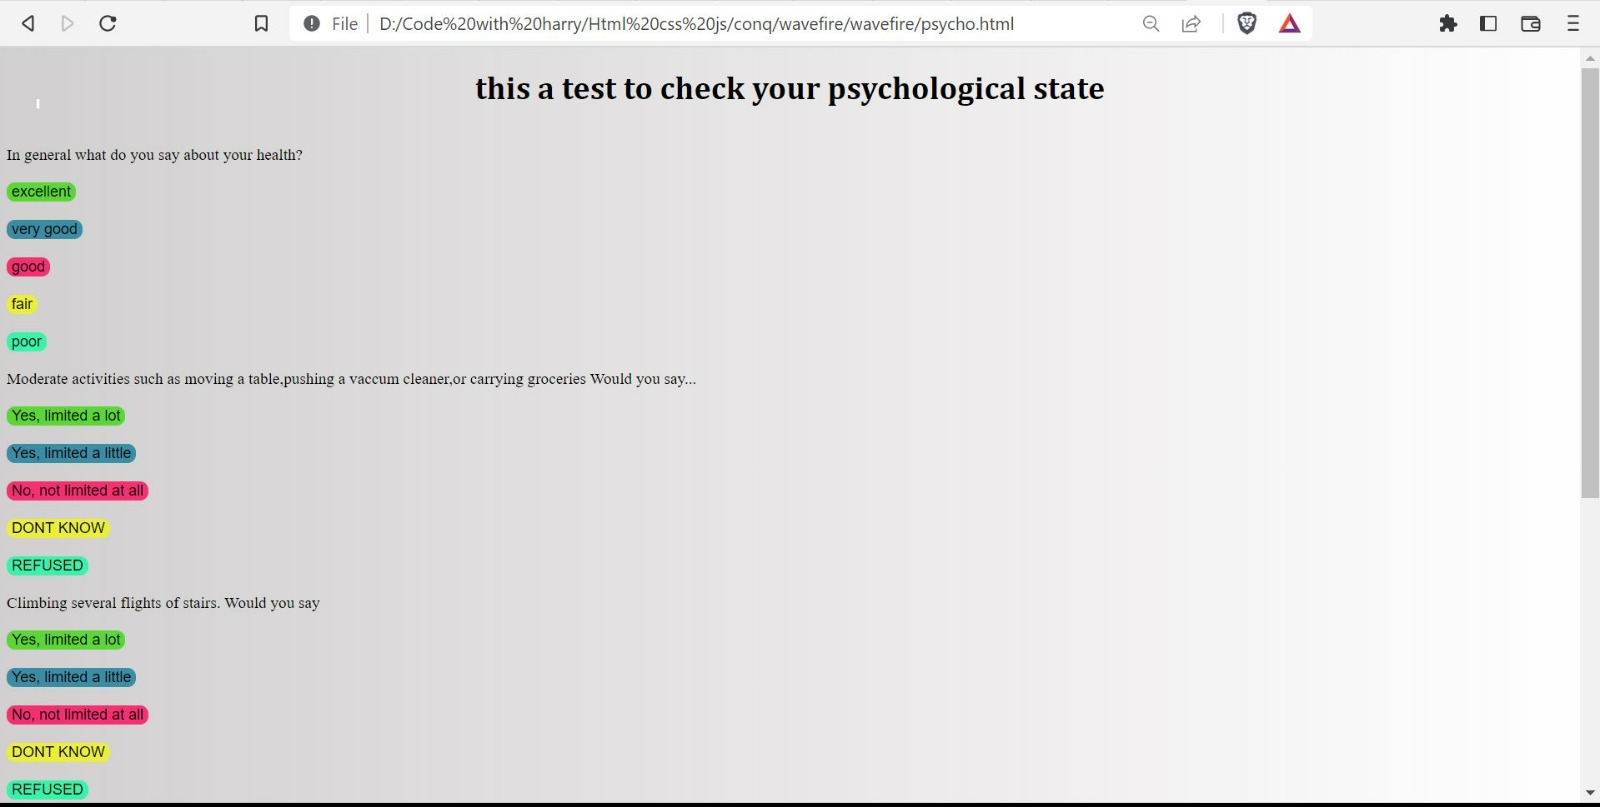 File D:/Code%20with%20harry/Html%20css%20js/conq/wavefire/wavefire/psycho.html
this a test to check your psychological state
In general what do you say about your health?
excellent
very good
good
fair
poor
Moderate activities such as moving a table,pushing a vaccum cleaner,or carrying groceries Would you say...
Yes, limited a lot
Yes, limited a little
No, not limited at all
DONT KNOW
REFUSED
Climbing several flights of stairs. Would you say
Yes, limited a lot
Yes, limited a little
No, not limited at all
DONT KNOW
REFUSED